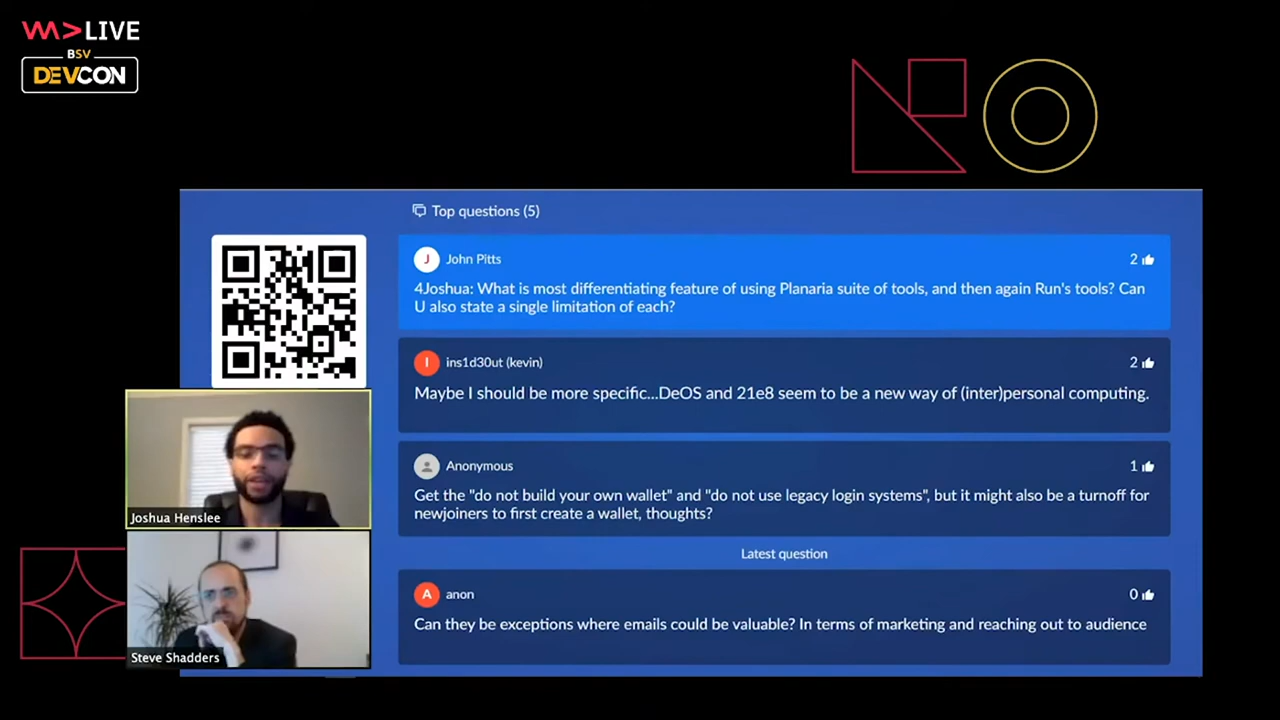 VVV>LIVE
BSV
DEVCON
Top questions (5)
J John Pitts 2
4Joshua: What is most differentiating feature of using Planaria suite of tools, and then again Run's tools? Can
U also state a single limitation of each?
I ins1d30ut (kevin) 2
Maybe I should be more specific...DeOS and 21e8 seem to be a new way of (inter)personal computing.
Anonymous 1
Get the "do not build your own wallet" and "do not use legacy login systems", but it might also be a turnoff for
newjoiners to first create a wallet, thoughts?
Latest question
A anon 0
Can they be exceptions where emails could be valuable? In terms of marketing and reaching out to audience
Joshua Henslee
Steve Shadders